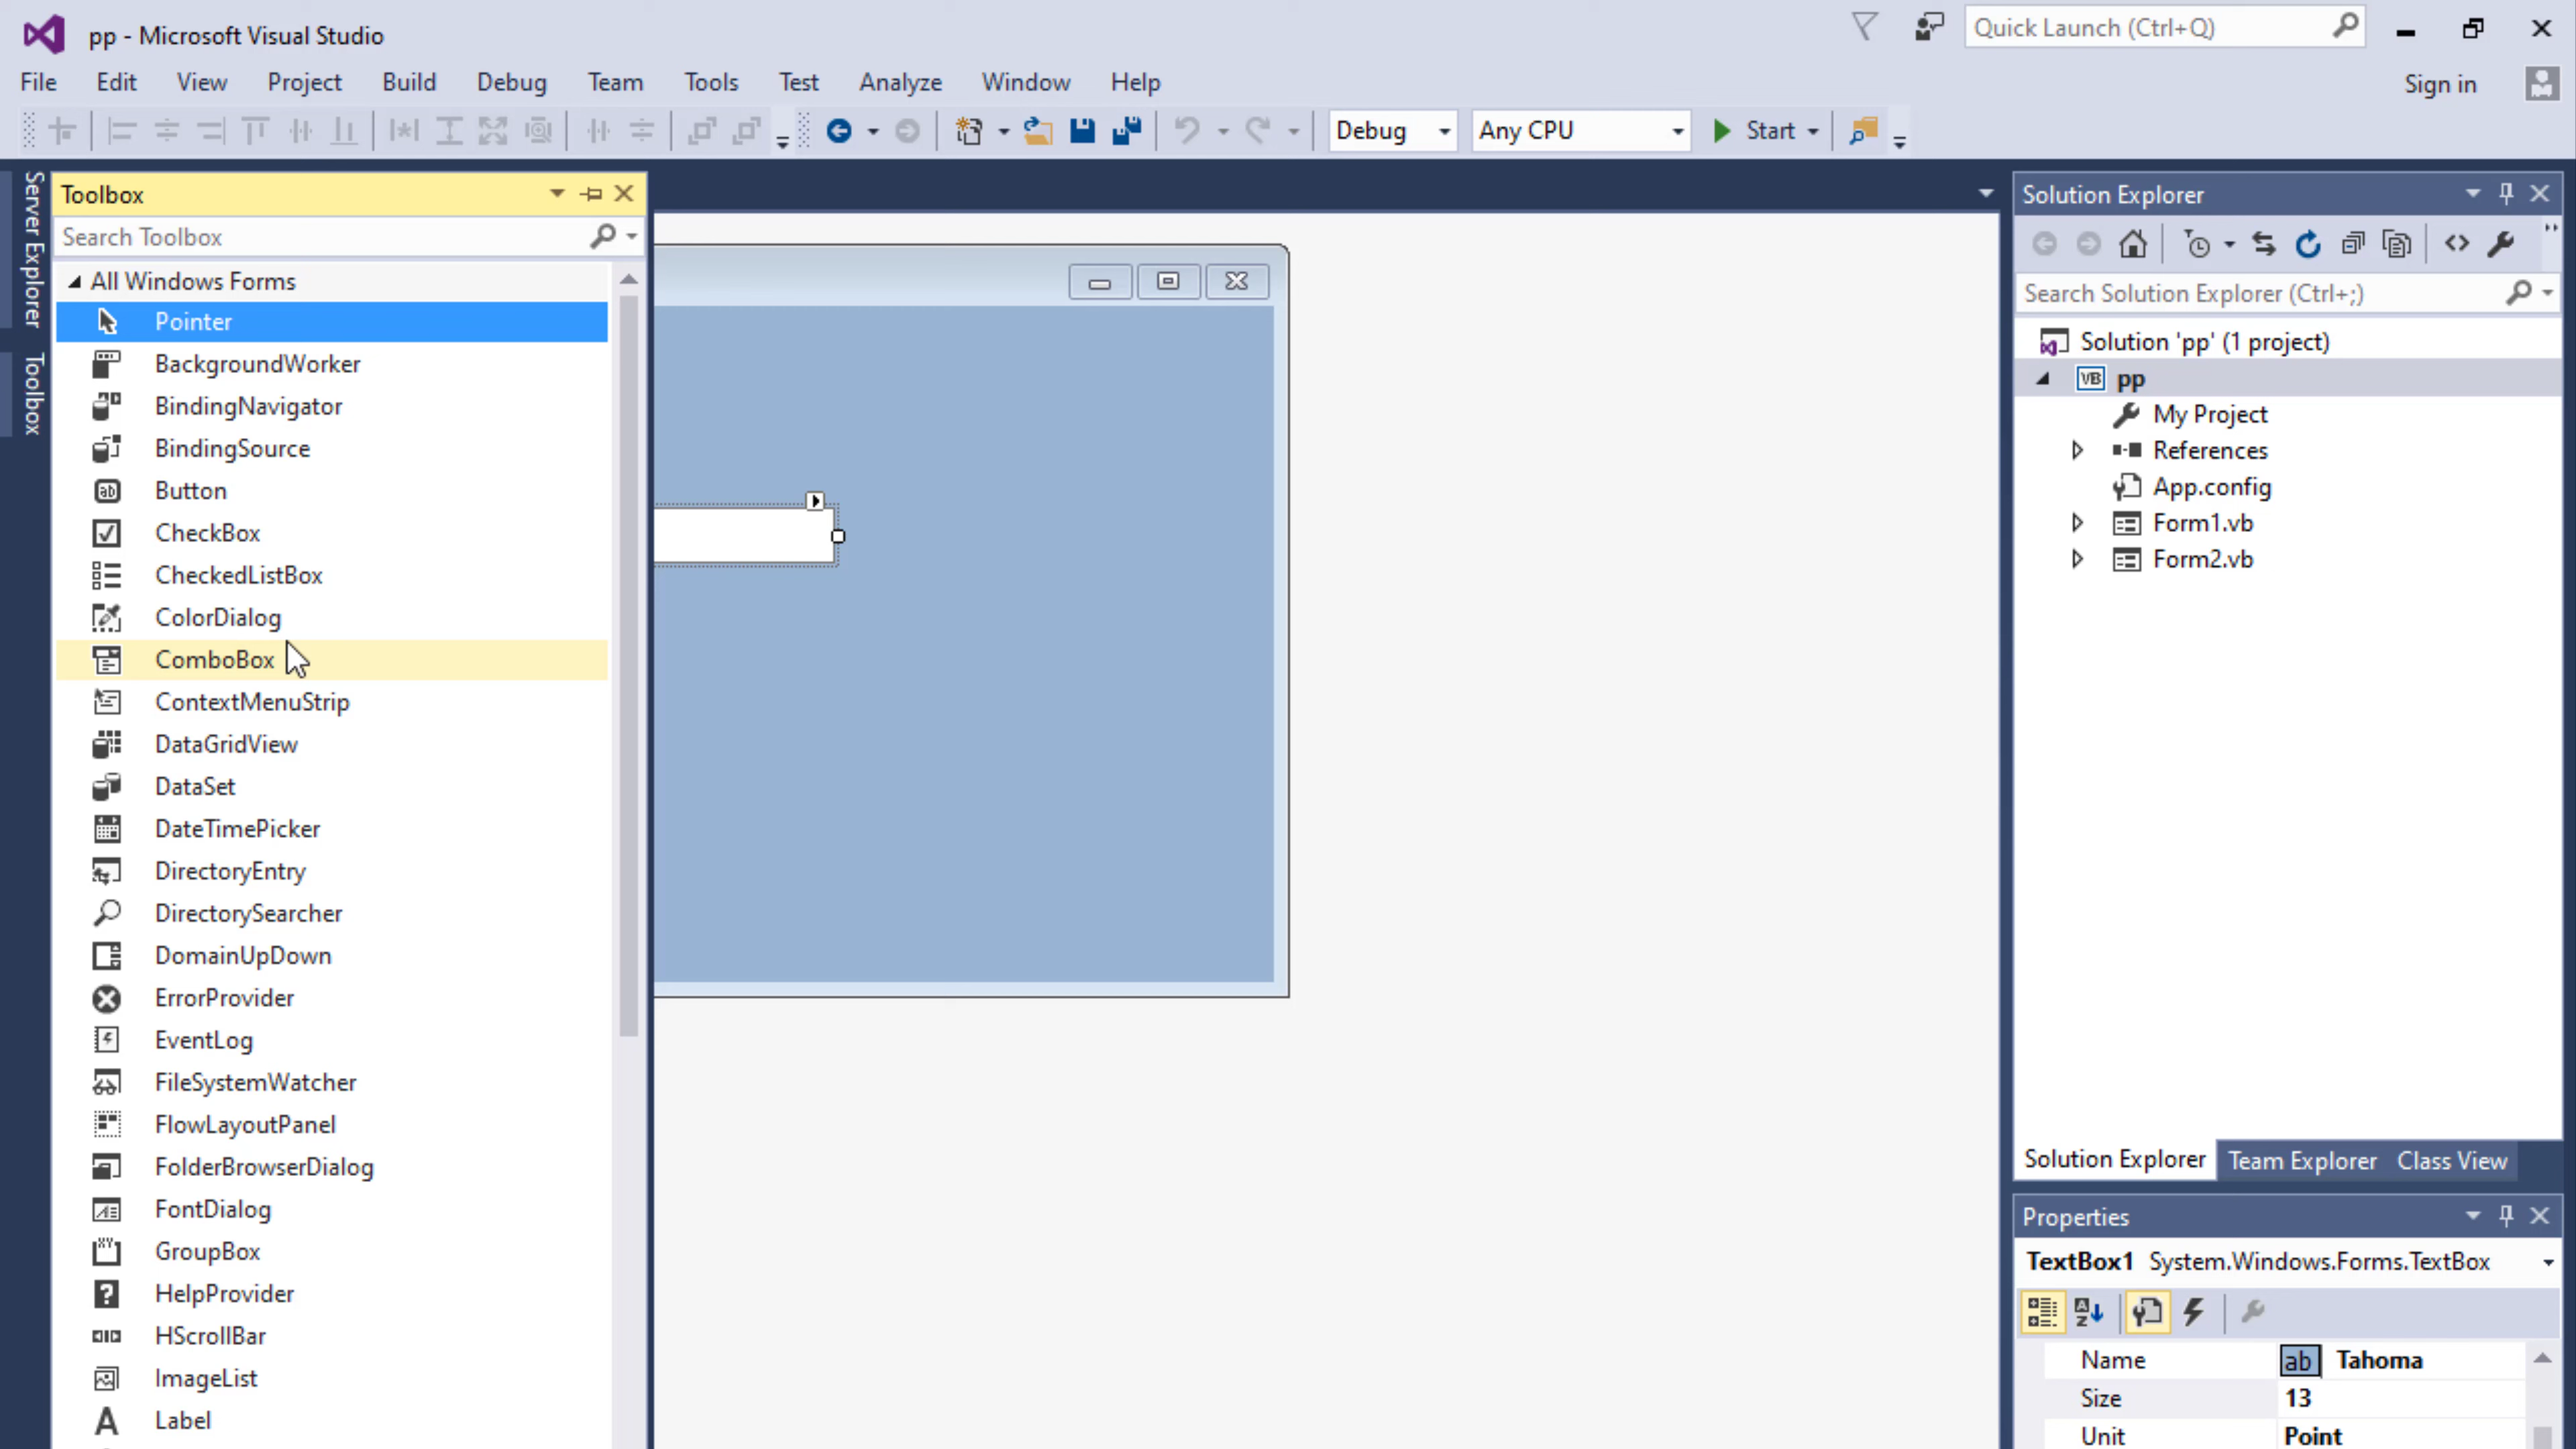 pp - Microsoft Visual Studio
Quick Launch (Ctrl+Q)
File Edit View Project Build Debug Team Tools Test Analyze Window Help
Sign in
Debug Any CPU Start
Server Explorer
Toolbox
Toolbox
Search Toolbox
All Windows Forms
Pointer
BackgroundWorker
BindingNavigator
BindingSource
Button
CheckBox
CheckedListBox
ColorDialog
ComboBox
ContextMenuStrip
DataGridView
DataSet
DateTimePicker
DirectoryEntry
DirectorySearcher
DomainUpDown
ErrorProvider
EventLog
FileSystemWatcher
FlowLayoutPanel
FolderBrowserDialog
FontDialog
GroupBox
HelpProvider
HScrollBar
ImageList
Label
Solution Explorer
Search Solution Explorer (Ctrl+;)
Solution 'pp' (1 project)
VB pp
My Project
References
App.config
Form1.vb
Form2.vb
Solution Explorer Team Explorer Class View
Properties
TextBox1 System.Windows.Forms.TextBox
Name ab Tahoma
Size 13
Unit Point